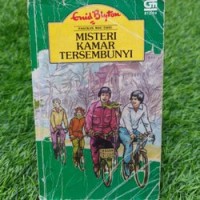 Enid Blyton
MISTERI
KAMAR
TERSEMBUNYI